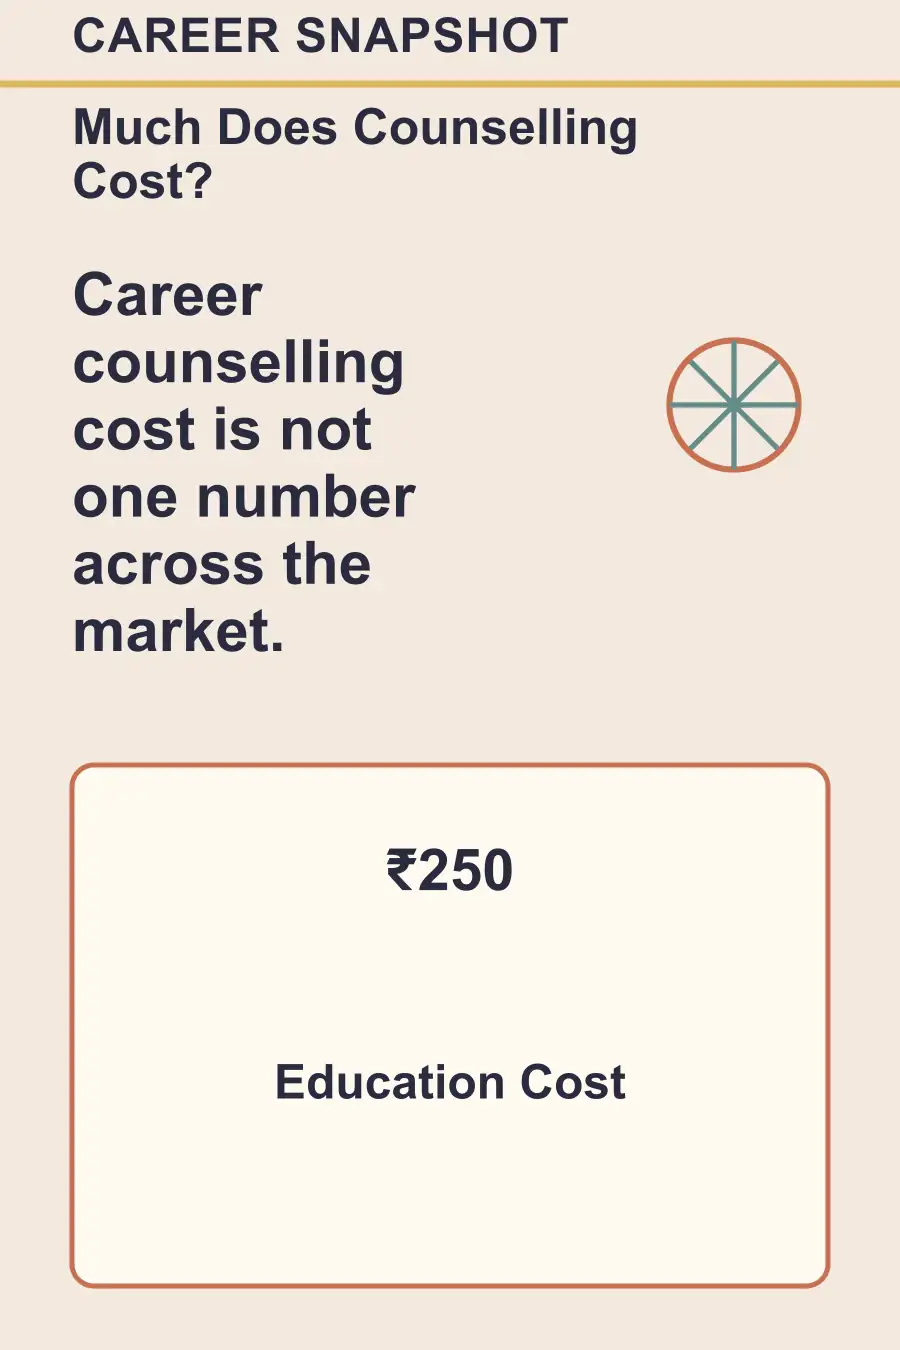 CAREER SNAPSHOT
Much Does Counselling
Cost?
Career
counselling
cost is not
one number
across the
market.
₹250
Education Cost